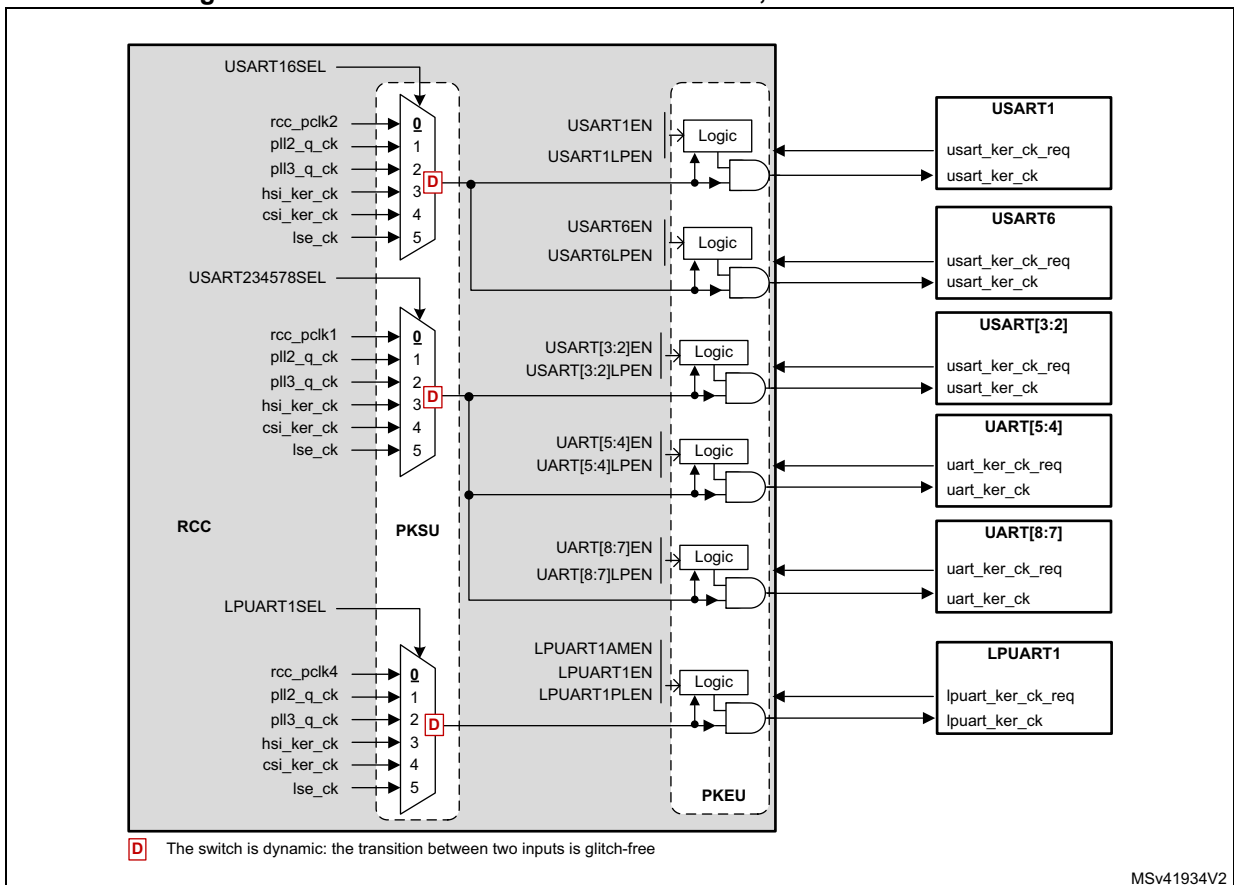 USART16SEL
rcc_pclk2
pll2_q_ck
pll3_q_ck
hsi_ker_ck
csi_ker_ck
lse_ck
0
1
2
3
4
5
D
USART1EN
USART1LPEN
Logic
USART1
usart_ker_ck_req
usart_ker_ck
USART6EN
USART6LPEN
Logic
USART6
usart_ker_ck_req
usart_ker_ck
USART234578SEL
rcc_pclk1
pll2_q_ck
pll3_q_ck
hsi_ker_ck
csi_ker_ck
lse_ck
0
1
2
3
4
5
D
USART[3:2]EN
USART[3:2]LPEN
Logic
USART[3:2]
usart_ker_ck_req
usart_ker_ck
UART[5:4]EN
UART[5:4]LPEN
Logic
UART[5:4]
uart_ker_ck_req
uart_ker_ck
RCC
PKSU
UART[8:7]EN
UART[8:7]LPEN
Logic
UART[8:7]
uart_ker_ck_req
uart_ker_ck
LPUART1SEL
rcc_pclk4
pll2_q_ck
pll3_q_ck
hsi_ker_ck
csi_ker_ck
lse_ck
0
1
2
3
4
5
D
LPUART1AMEN
LPUART1EN
LPUART1PLEN
Logic
LPUART1
lpuart_ker_ck_req
lpuart_ker_ck
PKEU
D The switch is dynamic: the transition between two inputs is glitch-free
MSv41934V2